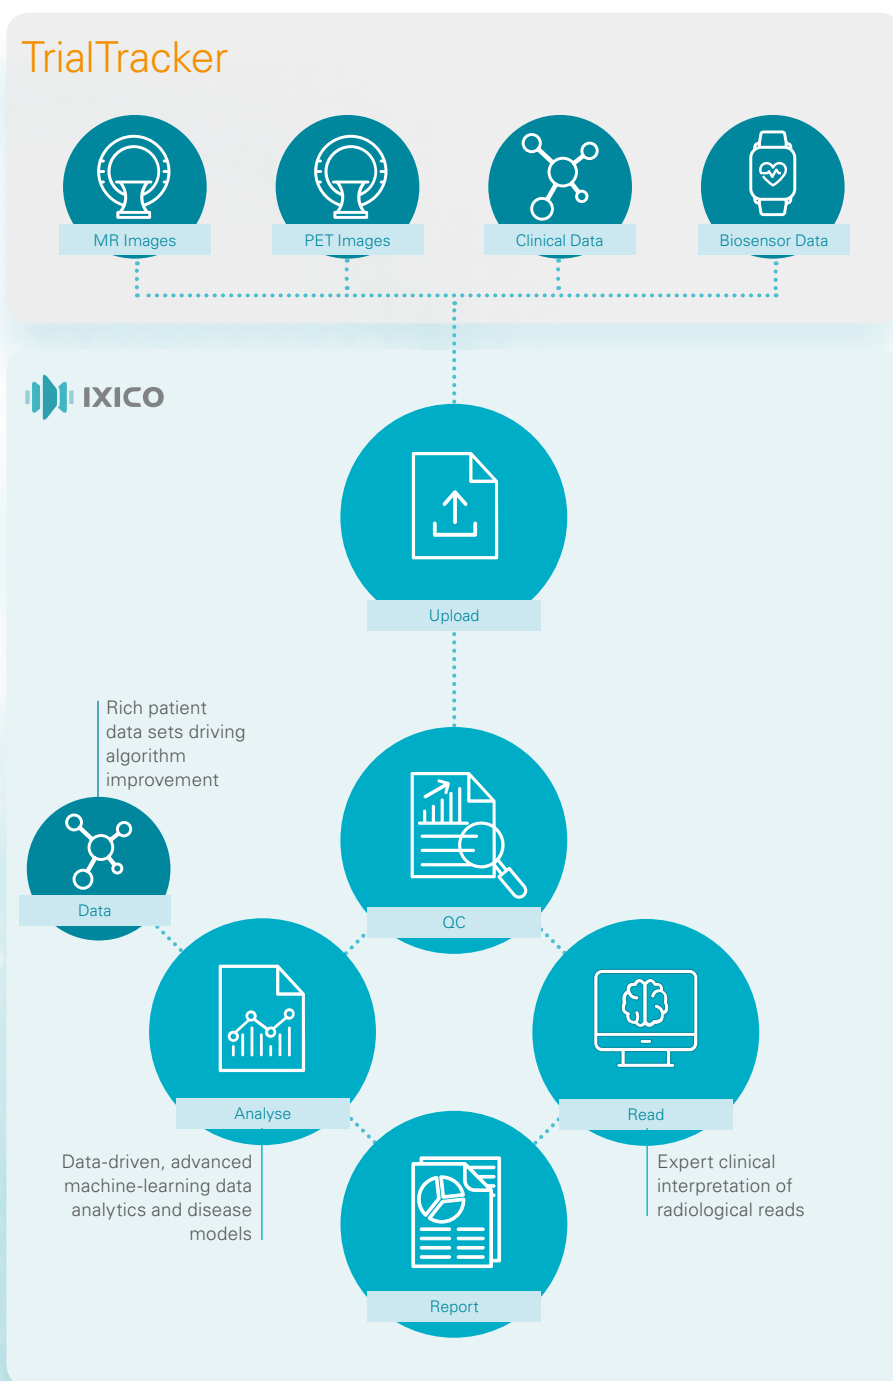 TrialTracker
MR Images
PET Images
Clinical Data
Biosensor Data
IXICO
Upload
Rich patient
data sets driving
algorithm
improvement
Data
QC
Analyse
Read
Data-driven, advanced
machine-learning data
analytics and disease
models
Expert clinical
interpretation of
radiological reads
Report